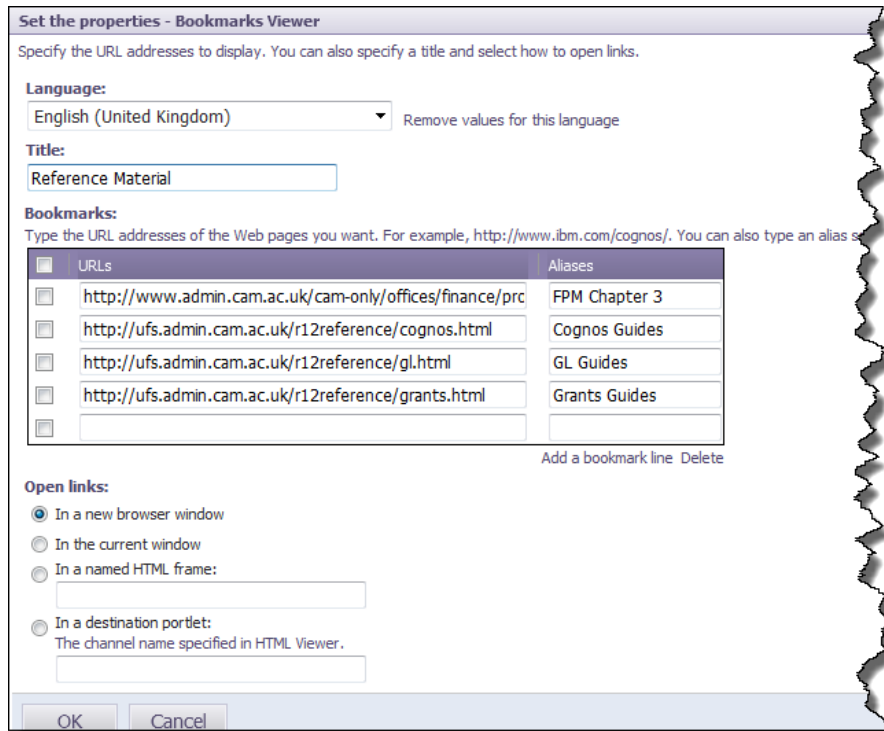 Set the properties - Bookmarks Viewer
Specify the URL addresses to display. You can also specify a title and select how to open links.
Language:
English (United Kingdom) Remove values for this language
Title:
Reference Material
Bookmarks:
Type the URL addresses of the Web pages you want. For example, http://www.ibm.com/cognos/. You can also type an alias
URLs Aliases
http://www.admin.cam.ac.uk/cam-only/offices/finance/prc FPM Chapter 3
http://ufs.admin.cam.ac.uk/r12reference/cognos.html Cognos Guides
http://ufs.admin.cam.ac.uk/r12reference/gl.html GL Guides
http://ufs.admin.cam.ac.uk/r12reference/grants.html Grants Guides
Add a bookmark line Delete
Open links:
In a new browser window
In the current window
In a named HTML frame:
In a destination portlet:
The channel name specified in HTML Viewer.
OK Cancel